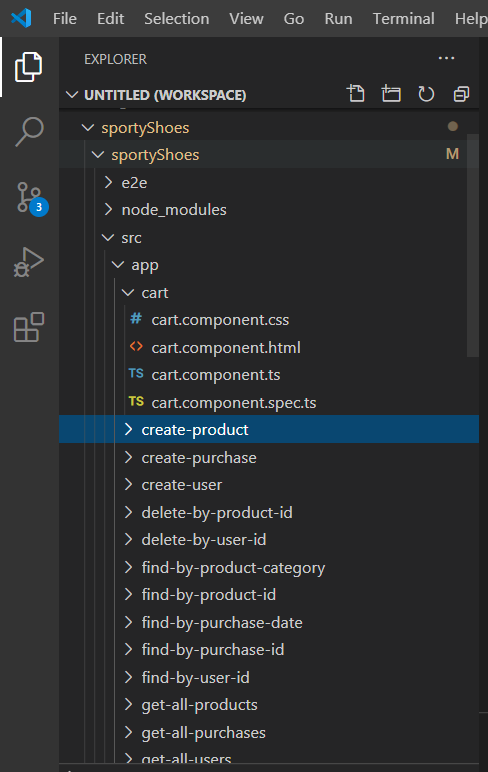 File Edit Selection View Go Run Terminal Help
EXPLORER ...
UNTITLED (WORKSPACE)
sportyShoes
sportyShoes M
e2e
node_modules
src
3
app
cart
# cart.component.css
<> cart.component.html
TS cart.component.ts
TS cart.component.spec.ts
create-product
create-purchase
create-user
delete-by-product-id
delete-by-user-id
find-by-product-category
find-by-product-id
find-by-purchase-date
find-by-purchase-id
find-by-user-id
get-all-products
get-all-purchases
get-all-users